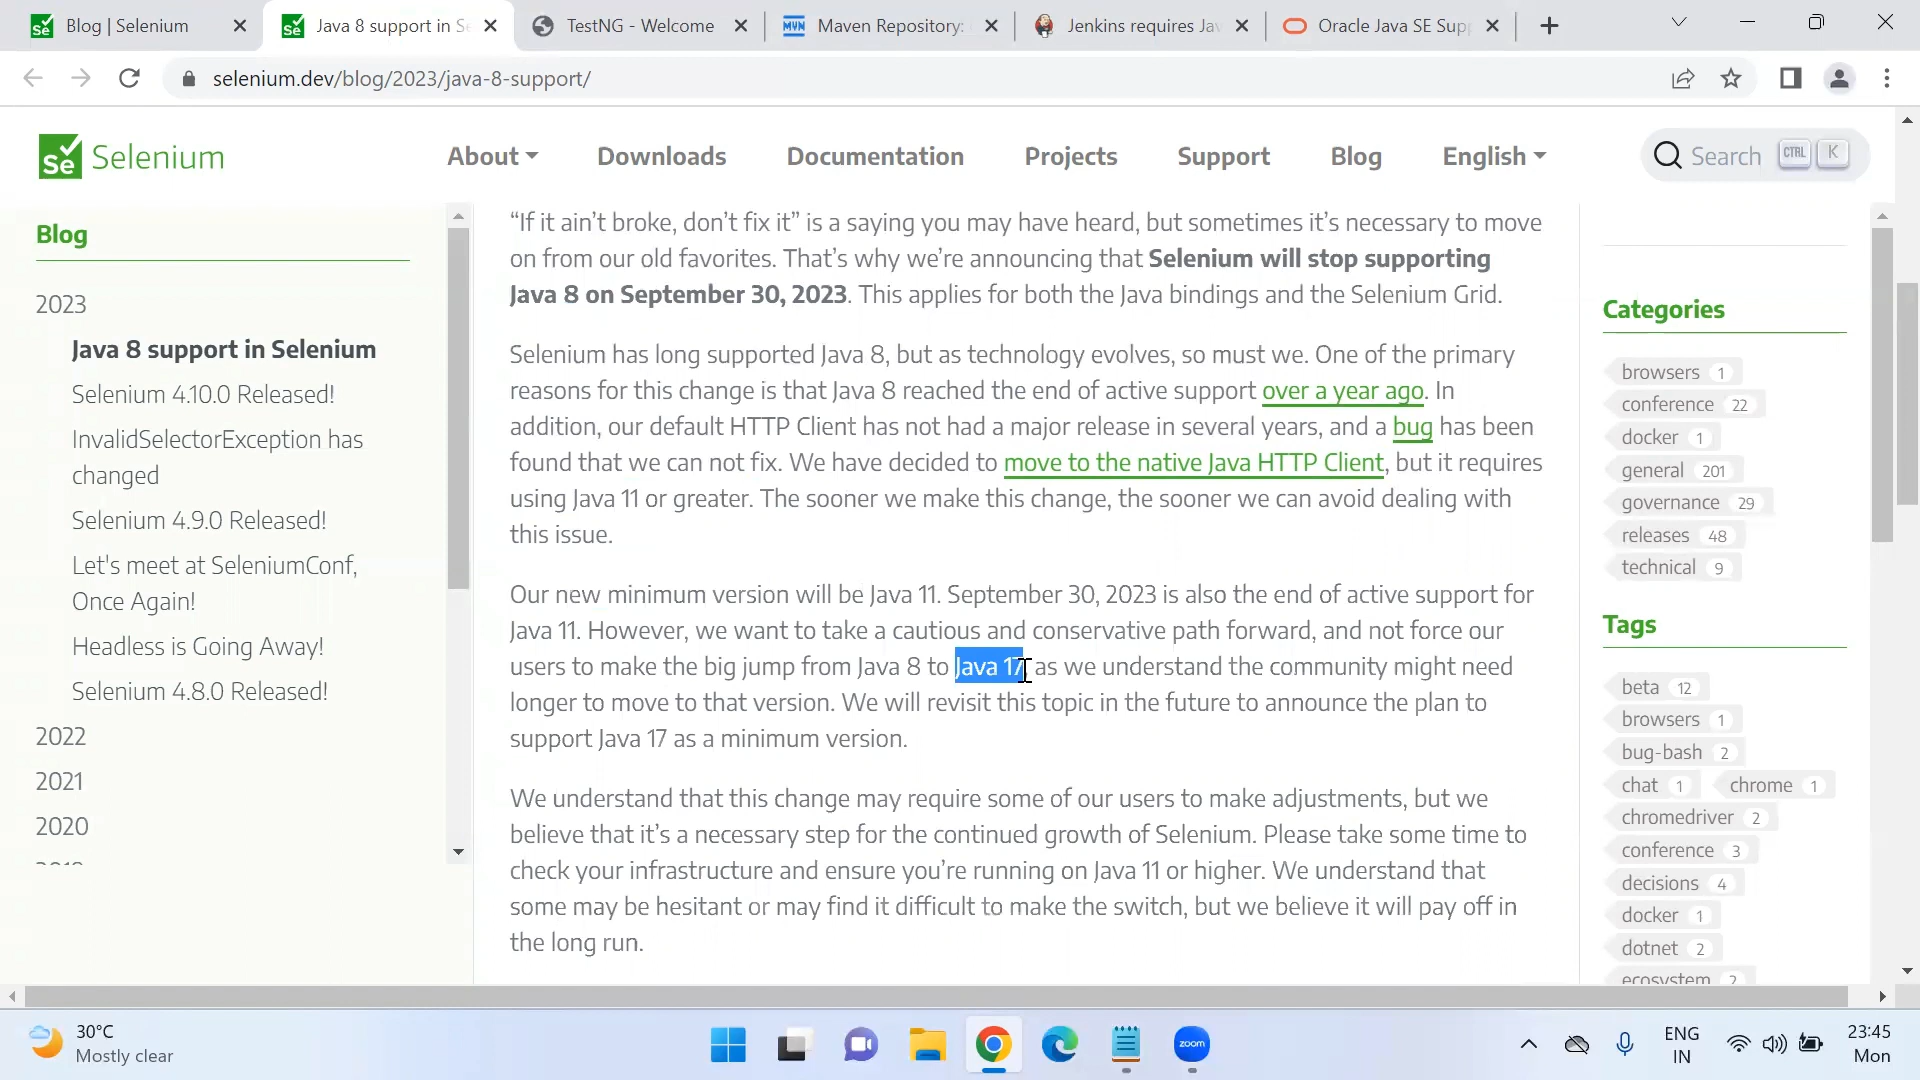 Blog | Selenium
Java 8 support in Se
TestNG - Welcome
MVN Maven Repository:
Jenkins requires Jav
Oracle Java SE Supp
selenium.dev/blog/2023/java-8-support/
Se Selenium
About
Downloads
Documentation
Projects
Support
Blog
English
Search CTRL K
Blog
2023
Java 8 support in Selenium
Selenium 4.10.0 Released!
InvalidSelectorException has
changed
Selenium 4.9.0 Released!
Let's meet at SeleniumConf,
Once Again!
Headless is Going Away!
Selenium 4.8.0 Released!
2022
2021
2020
“If it ain’t broke, don’t fix it” is a saying you may have heard, but sometimes it’s necessary to move
on from our old favorites. That’s why we’re announcing that Selenium will stop supporting
Java 8 on September 30, 2023. This applies for both the Java bindings and the Selenium Grid.
Selenium has long supported Java 8, but as technology evolves, so must we. One of the primary
reasons for this change is that Java 8 reached the end of active support over a year ago. In
addition, our default HTTP Client has not had a major release in several years, and a bug has been
found that we can not fix. We have decided to move to the native Java HTTP Client, but it requires
using Java 11 or greater. The sooner we make this change, the sooner we can avoid dealing with
this issue.
Our new minimum version will be Java 11. September 30, 2023 is also the end of active support for
Java 11. However, we want to take a cautious and conservative path forward, and not force our
users to make the big jump from Java 8 to Java 17, as we understand the community might need
longer to move to that version. We will revisit this topic in the future to announce the plan to
support Java 17 as a minimum version.
We understand that this change may require some of our users to make adjustments, but we
believe that it’s a necessary step for the continued growth of Selenium. Please take some time to
check your infrastructure and ensure you’re running on Java 11 or higher. We understand that
some may be hesitant or may find it difficult to make the switch, but we believe it will pay off in
the long run.
Categories
browsers 1
conference 22
docker 1
general 201
governance 29
releases 48
technical 9
Tags
beta 12
browsers 1
bug-bash 2
chat 1 chrome 1
chromedriver 2
conference 3
decisions 4
docker 1
dotnet 2
ecosystem 2
30°C
Mostly clear
zoom
ENG
IN
23:45
Mon